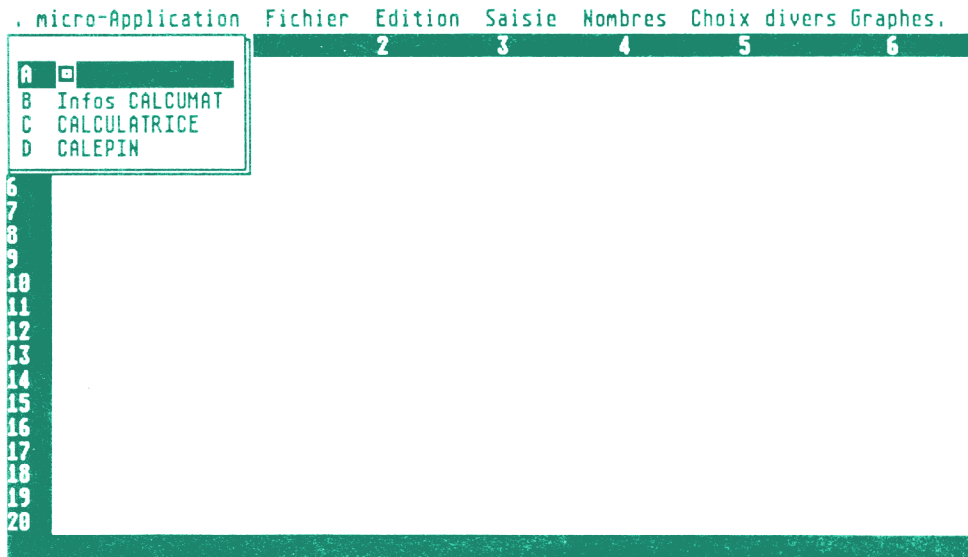 . micro-Application Fichier Edition Saisie Nombres Choix divers Graphes.
2 3 4 5 6
A
B Infos CALCUMAT
C CALCULATRICE
D CALEPIN
6
7
8
9
10
11
12
13
14
15
16
17
18
19
20